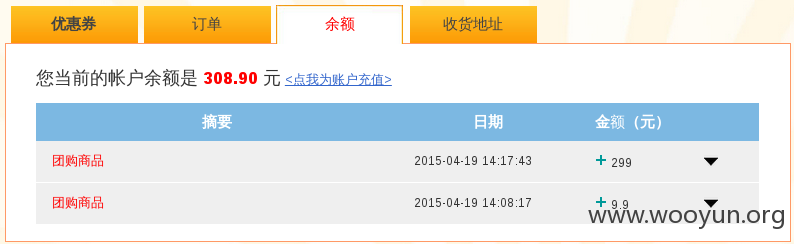 优惠券 订单 余额 收货地址
您当前的帐户余额是 308.90 元 <点我为账户充值>
摘要 日期 金额（元）
团购商品 2015-04-19 14:17:43 + 299
团购商品 2015-04-19 14:08:17 + 9.9
www.wooyun.org